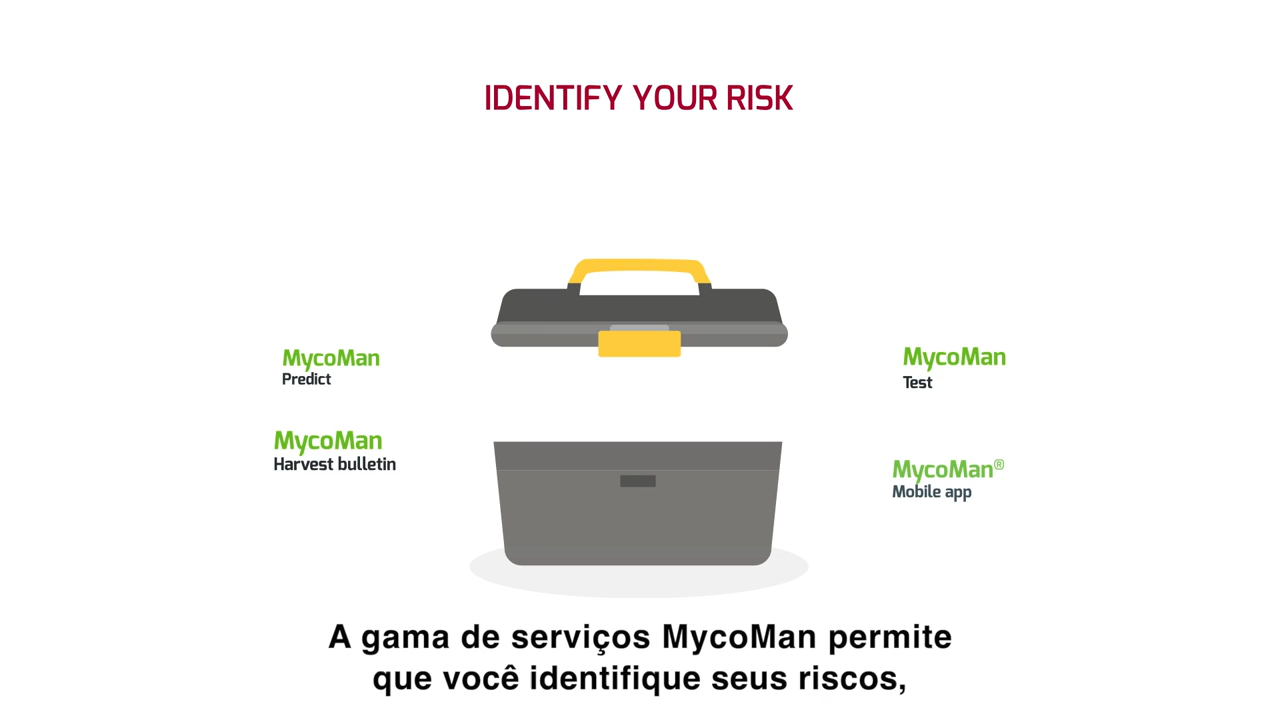 IDENTIFY YOUR RISK
MycoMan
Predict
MycoMan
Harvest bulletin
MycoMan
Test
MycoMan®
Mobile app
A gama de serviços MycoMan permite
que você identifique seus riscos,